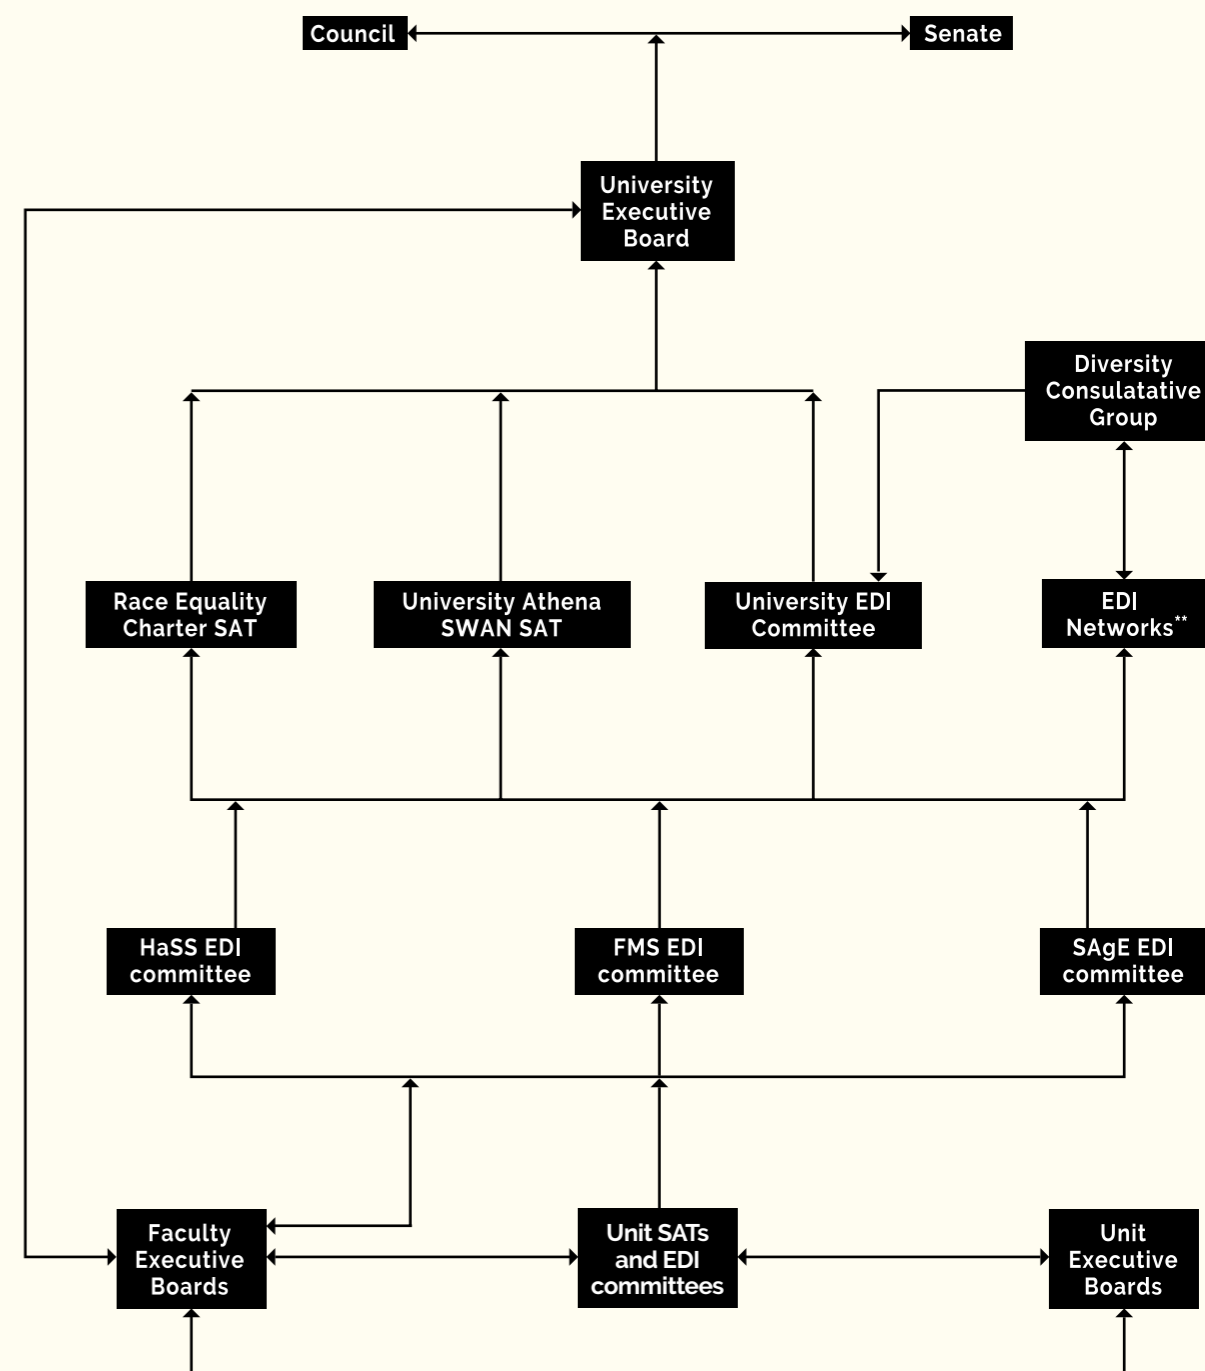 Council
Senate
University
Executive
Board
Diversity
Consulatative
Group
Race Equality
Charter SAT
University Athena
SWAN SAT
University EDI
Committee
EDI
Networks**
HaSS EDI
committee
FMS EDI
committee
SAgE EDI
committee
Faculty
Executive
Boards
Unit SATs
and EDI
committees
Unit
Executive
Boards